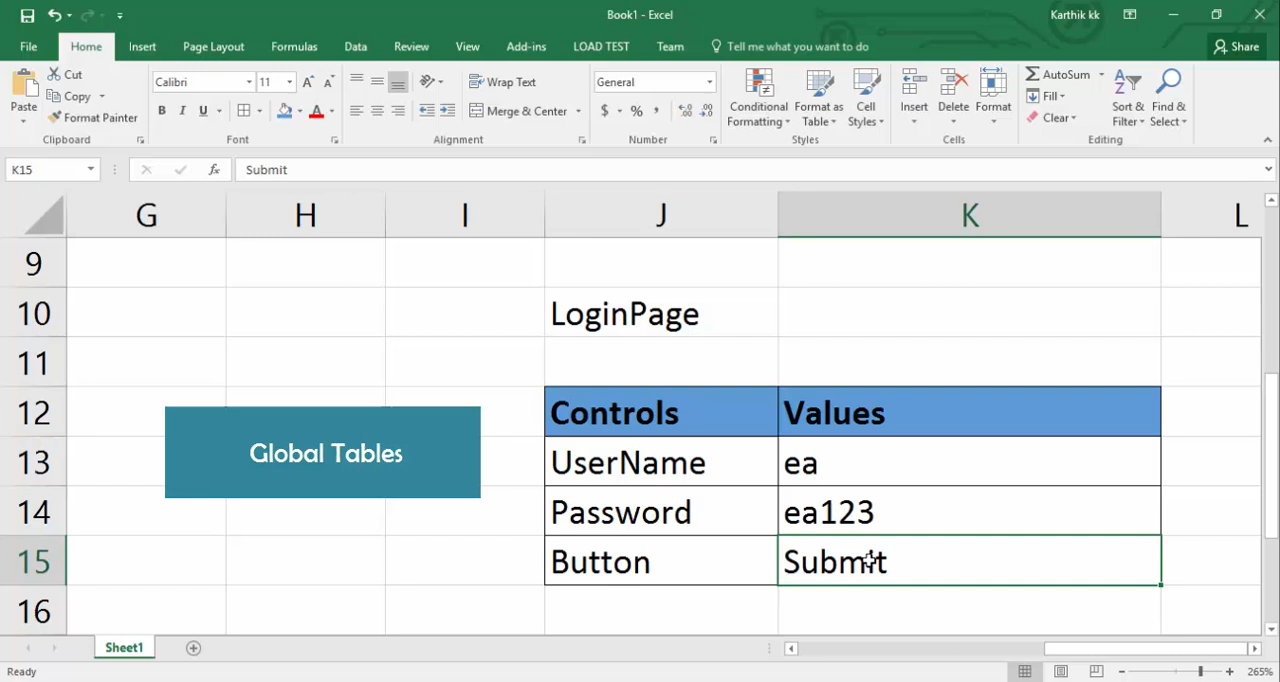 Book1 - Excel
Karthik kk
File Home Insert Page Layout Formulas Data Review View Add-ins LOAD TEST Team Tell me what you want to do Share
Paste
Cut
Copy
Format Painter
Clipboard
Calibri 11
B I U
Font
Wrap Text
Merge & Center
Alignment
General
$ % ,
Number
Conditional Formatting
Format as Table
Cell Styles
Styles
Insert
Delete
Format
Cells
AutoSum
Fill
Clear
Sort & Filter
Find & Select
Editing
K15 fx Submit
G H I J K L
9
10 LoginPage
11
12 Controls Values
Global Tables
13 UserName ea
14 Password ea123
15 Button Submit
16
Sheet1
Ready
265%